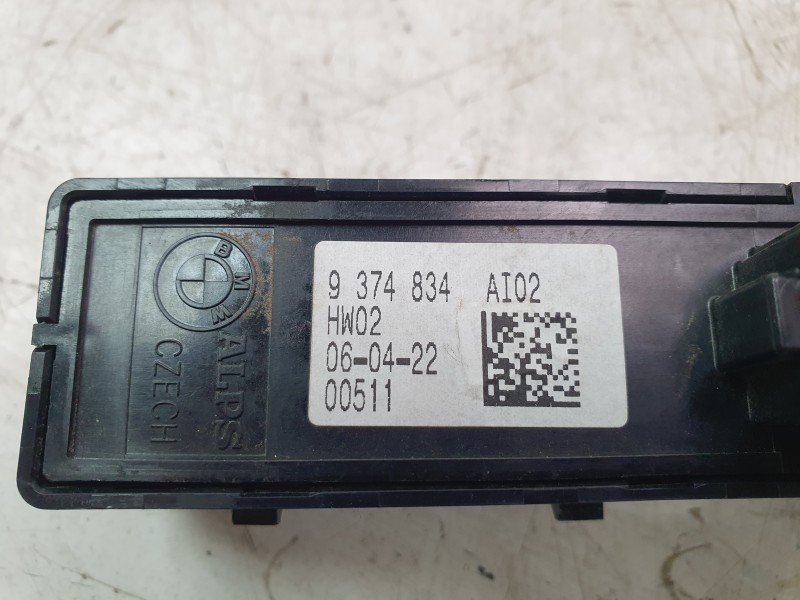 BMW
ALPS
CZECH
9 374 834 AI02
HW02
06-04-22
00511